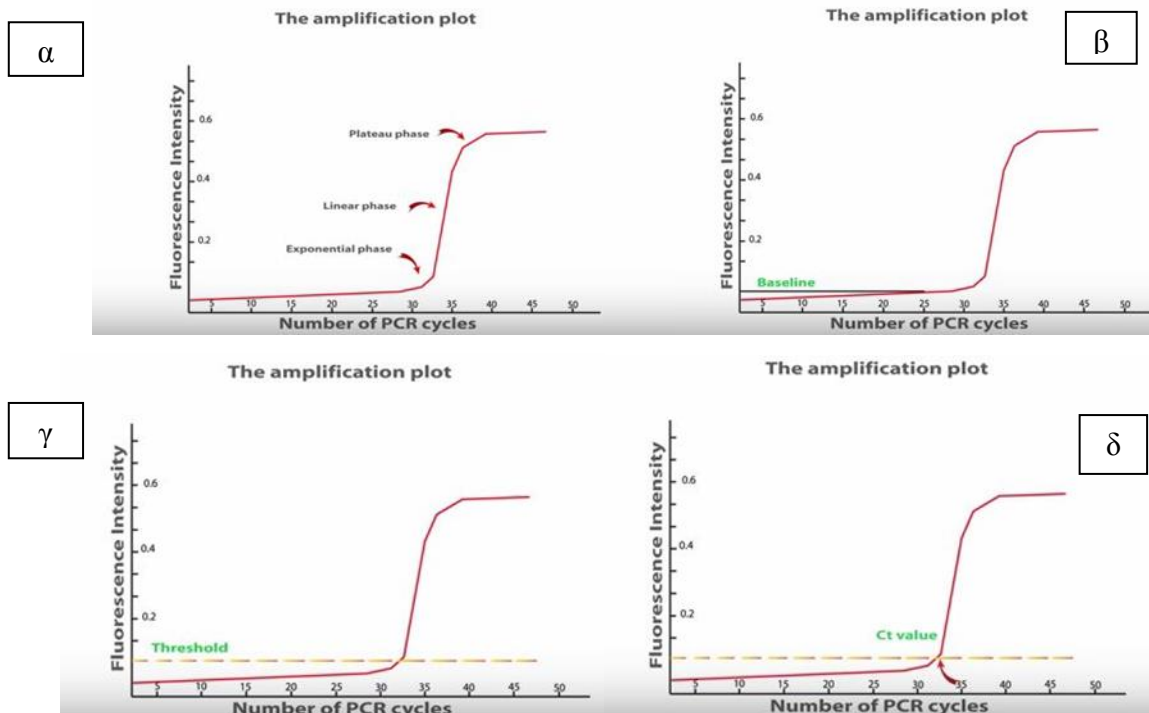 α
The amplification plot
Fluorescence Intensity
0.6
0.4
0.2
Plateau phase
Linear phase
Exponential phase
5 10 15 20 25 30 35 40 45 50
Number of PCR cycles
β
The amplification plot
Fluorescence Intensity
0.6
0.4
0.2
Baseline
5 10 15 20 25 30 35 40 45 50
Number of PCR cycles
γ
The amplification plot
Fluorescence Intensity
0.6
0.4
0.2
Threshold
5 10 15 20 25 30 35 40 45 50
Number of PCR cycles
δ
The amplification plot
Fluorescence Intensity
0.6
0.4
0.2
Ct value
5 10 15 20 25 30 35 40 45 50
Number of PCR cycles